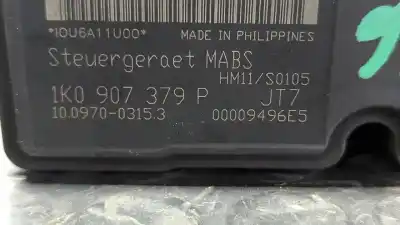 *10U6A11U00* MADE IN PHILIPPINES
Steuergeraet MABS
HM11/S0105
1K0 907 379 P JT7
10.0970-0315.3 00009496E5